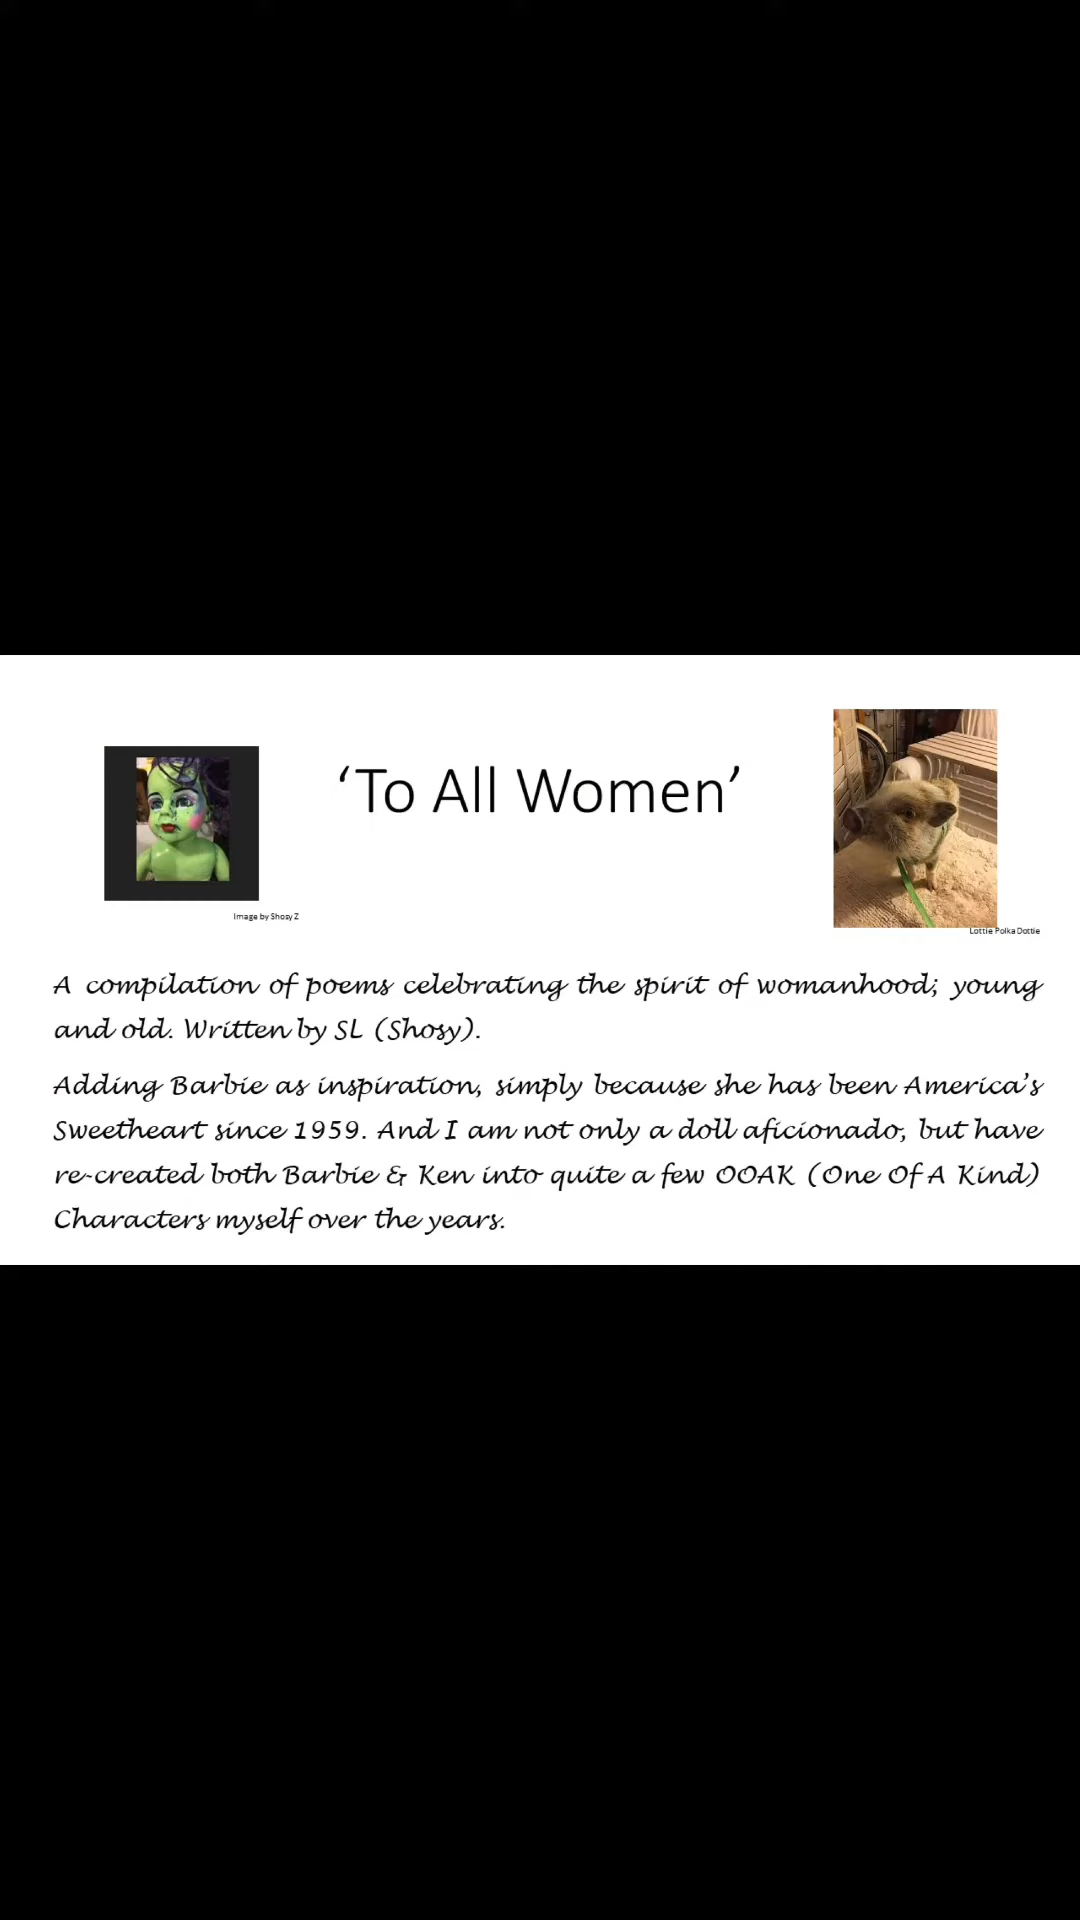 ‘To All Women’
Image by Shosy Z
Lottie Polka Dottie
A compilation of poems celebrating the spirit of womanhood; young
and old. Written by SL (Shosy).
Adding Barbie as inspiration, simply because she has been America’s
Sweetheart since 1959. And I am not only a doll aficionado, but have
re-created both Barbie & Ken into quite a few OOAK (One Of A Kind)
Characters myself over the years.